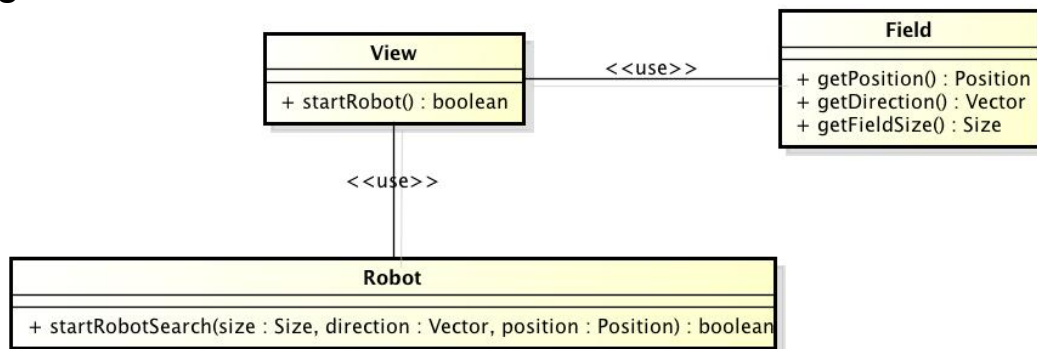 View
+ startRobot() : boolean
<<use>>
Field
+ getPosition() : Position
+ getDirection() : Vector
+ getFieldSize() : Size
<<use>>
Robot
+ startRobotSearch(size : Size, direction : Vector, position : Position) : boolean